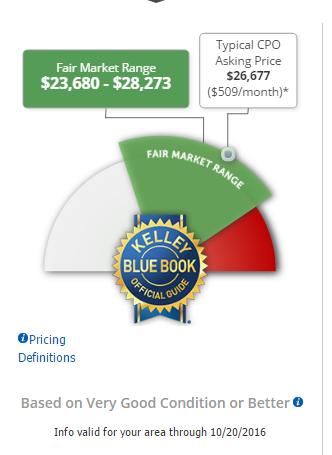 Fair Market Range
$23,680 - $28,273
Typical CPO
Asking Price
$26,677
($509/month)*
FAIR MARKET RANGE
KELLEY
BLUE BOOK
OFFICIAL GUIDE
Pricing
Definitions
Based on Very Good Condition or Better
Info valid for your area through 10/20/2016